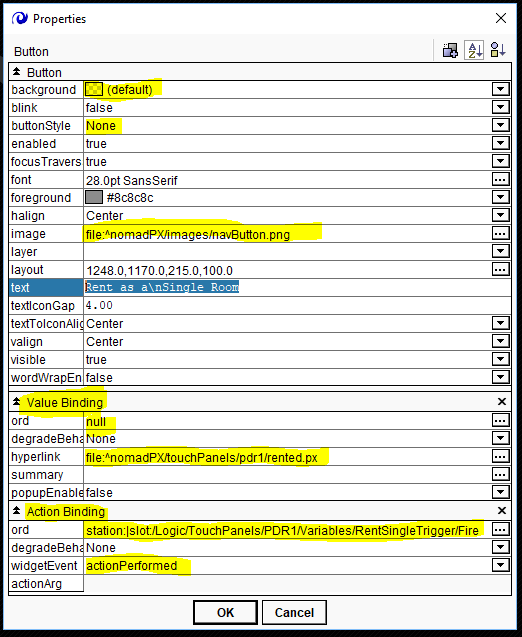 Properties
Button
Button
background (default)
blink false
buttonStyle None
enabled true
focusTravers true
font 28.0pt SansSerif
foreground #8c8c8c
halign Center
image file:^nomadPX/images/navButton.png
layer
layout 1248.0,1170.0,215.0,100.0
text Rent as a\nSingle Room
textIconGap 4.00
textToIconAlig Center
valign Center
visible true
wordWrapEn false
Value Binding
ord null
degradeBeha None
hyperlink file:^nomadPX/touchPanels/pdr1/rented.px
summary
popupEnable false
Action Binding
ord station:|slot:/Logic/TouchPanels/PDR1/Variables/RentSingleTrigger/Fire
degradeBeha None
widgetEvent actionPerformed
actionArg
OK Cancel